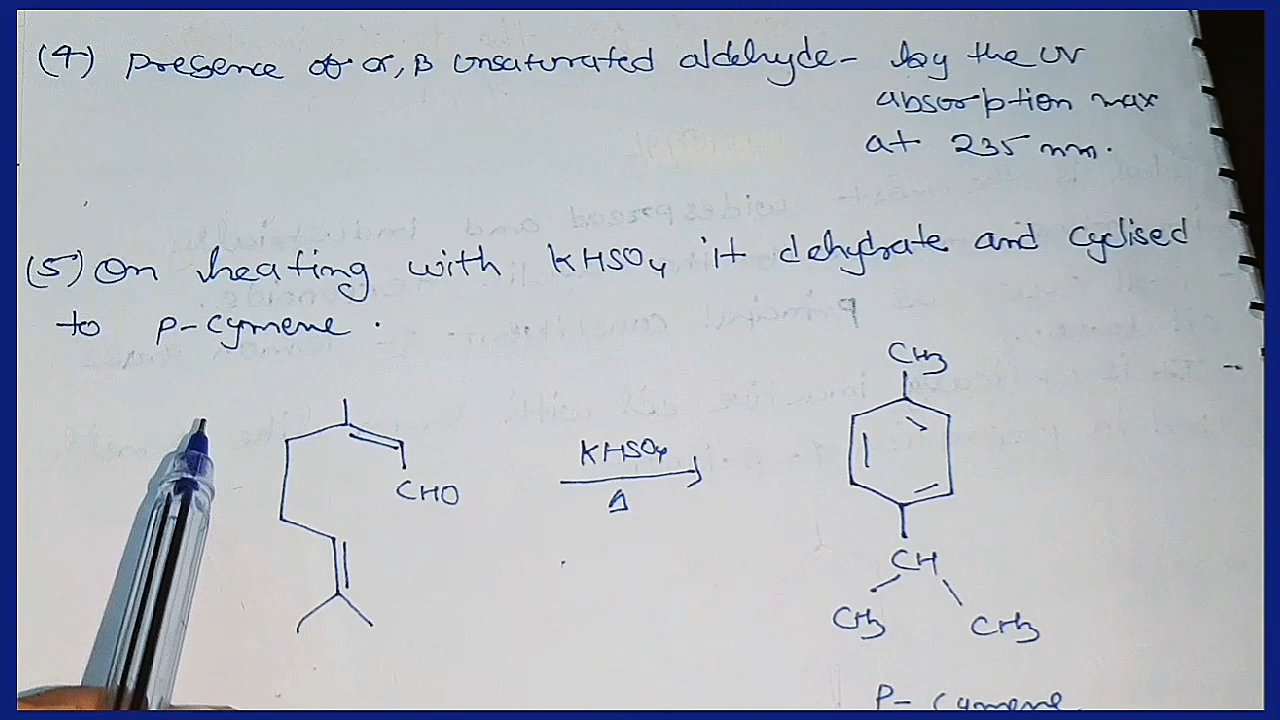 (4) Presence of α, β unsaturated aldehyde - by the UV
absorption max
at 235 nm.
(5) On heating with KHSO4 it dehydrate and cyclised
to p-cymene.
CH3
KHSO4
Δ
CHO
CH
CH3 CH3
P- Cymene